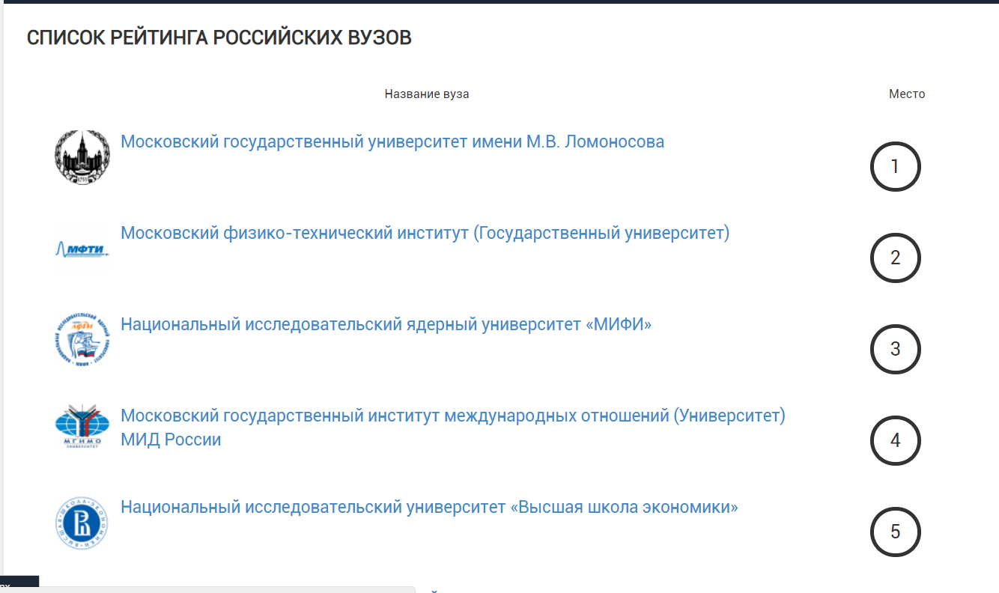 СПИСОК РЕЙТИНГА РОССИЙСКИХ ВУЗОВ
Название вуза Место
Московский государственный университет имени М.В. Ломоносова
1
Московский физико-технический институт (Государственный университет)
МФТИ
2
Национальный исследовательский ядерный университет «МИФИ»
3
Московский государственный институт международных отношений (Университет)
МИД России
МГИМО
УНИВЕРСИТЕТ
4
Национальный исследовательский университет «Высшая школа экономики»
5